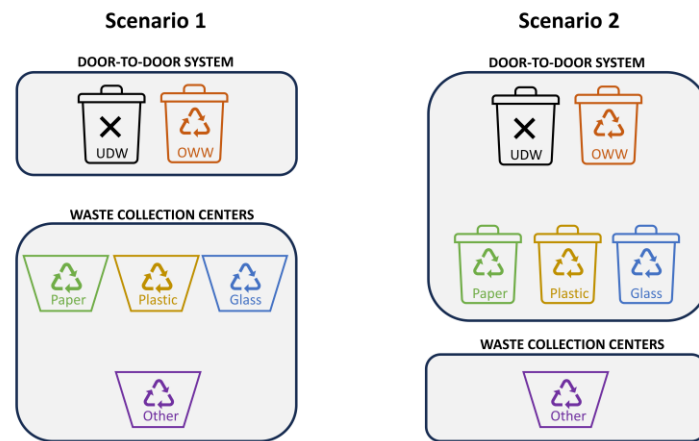 Scenario 1
DOOR-TO-DOOR SYSTEM
UDW
OWW
WASTE COLLECTION CENTERS
Paper
Plastic
Glass
Other
Scenario 2
DOOR-TO-DOOR SYSTEM
UDW
OWW
Paper
Plastic
Glass
WASTE COLLECTION CENTERS
Other